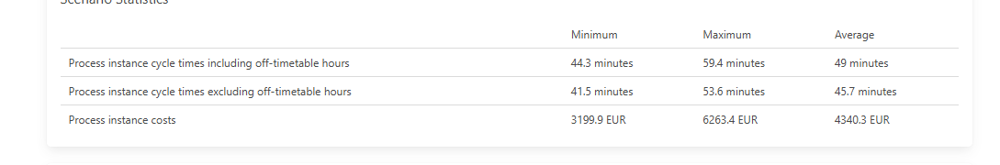 Scenario Statistics
Minimum Maximum Average
Process instance cycle times including off-timetable hours 44.3 minutes 59.4 minutes 49 minutes
Process instance cycle times excluding off-timetable hours 41.5 minutes 53.6 minutes 45.7 minutes
Process instance costs 3199.9 EUR 6263.4 EUR 4340.3 EUR